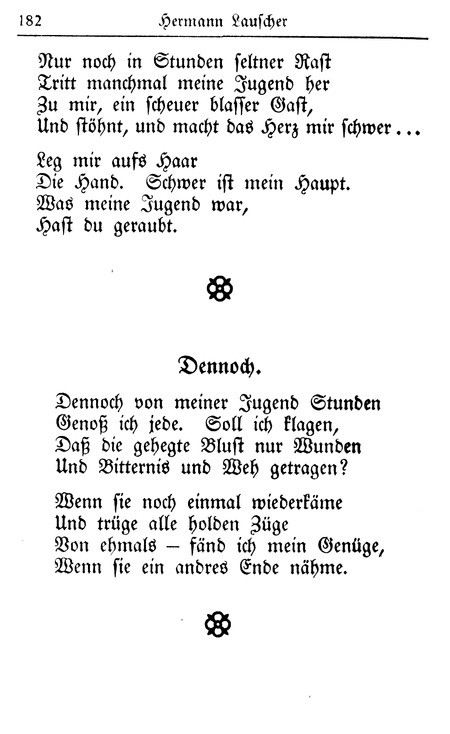 182 Hermann Lauscher
Nur noch in Stunden seltner Rast
Tritt manchmal meine Jugend her
Zu mir, ein scheuer blasser Gast,
Und stöhnt, und macht das Herz mir schwer ...
Leg mir aufs Haar
Die Hand. Schwer ist mein Haupt.
Was meine Jugend war,
Hast du geraubt.
Dennoch.
Dennoch von meiner Jugend Stunden
Genoß ich jede. Soll ich klagen,
Daß die gehegte Blust nur Wunden
Und Bitternis und Weh getragen?
Wenn sie noch einmal wiederkäme
Und trüge alle holden Züge
Von ehmals – fänd ich mein Genüge,
Wenn sie ein andres Ende nähme.